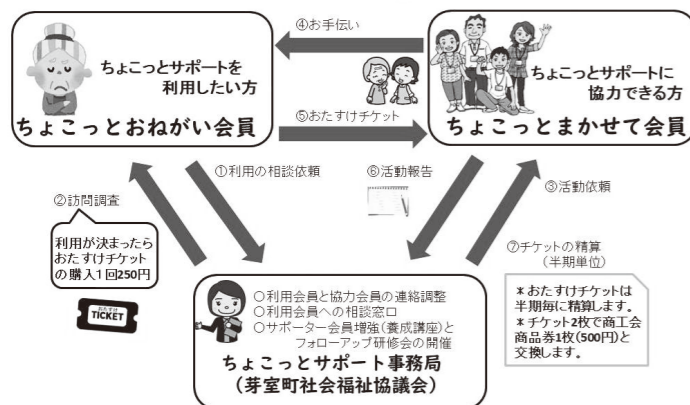 ④お手伝い
ちょこっとサポートを
利用したい方
ちょこっとおねがい会員
ちょこっとサポートに
協力できる方
ちょこっとまかせて会員
⑤おたすけチケット
①利用の相談依頼
⑥活動報告
③活動依頼
②訪問調査
利用が決まったら
おたすけチケット
の購入1回250円
おたすけ
TICKET
⑦チケットの精算
(半期単位)
*おたすけチケットは
半期毎に精算します。
*チケット2枚で商工会
商品券1枚(500円)と
交換します。
○利用会員と協力会員の連絡調整
○利用会員への相談窓口
○サポーター会員増強(養成講座)と
フォローアップ研修会の開催
ちょこっとサポート事務局
(芽室町社会福祉協議会)